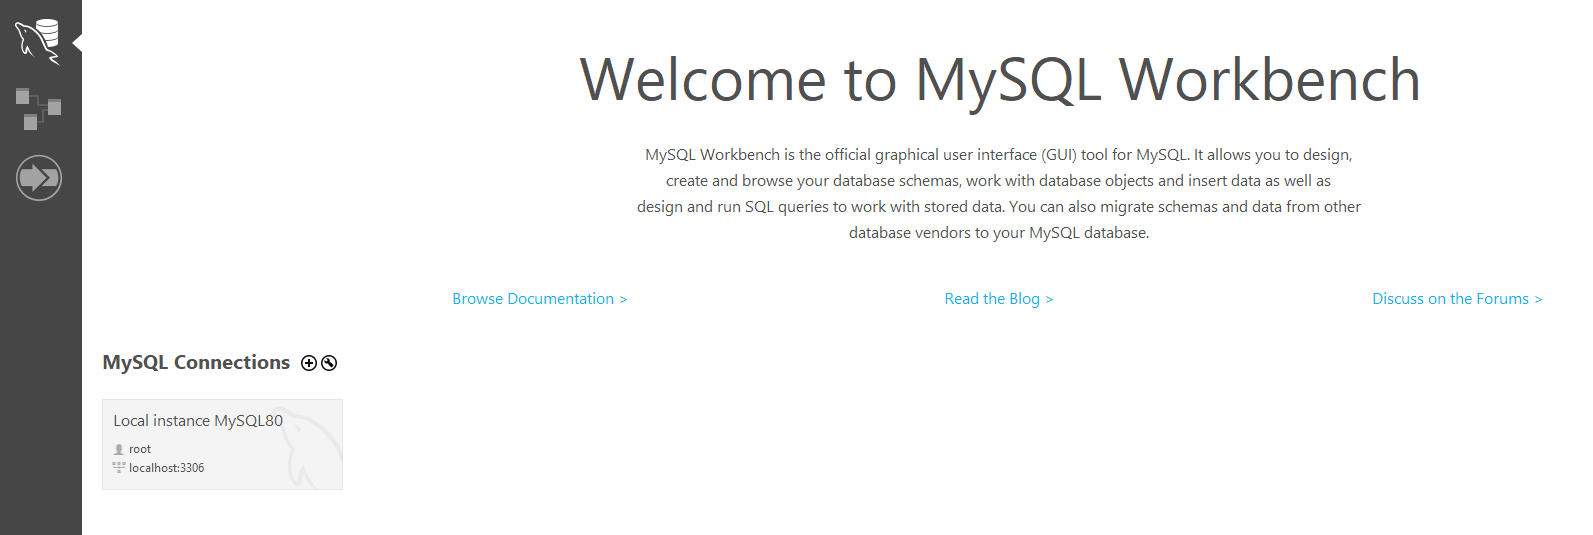 Welcome to MySQL Workbench
MySQL Workbench is the official graphical user interface (GUI) tool for MySQL. It allows you to design,
create and browse your database schemas, work with database objects and insert data as well as
design and run SQL queries to work with stored data. You can also migrate schemas and data from other
database vendors to your MySQL database.
Browse Documentation > Read the Blog > Discuss on the Forums >
MySQL Connections
Local instance MySQL80
root
localhost:3306